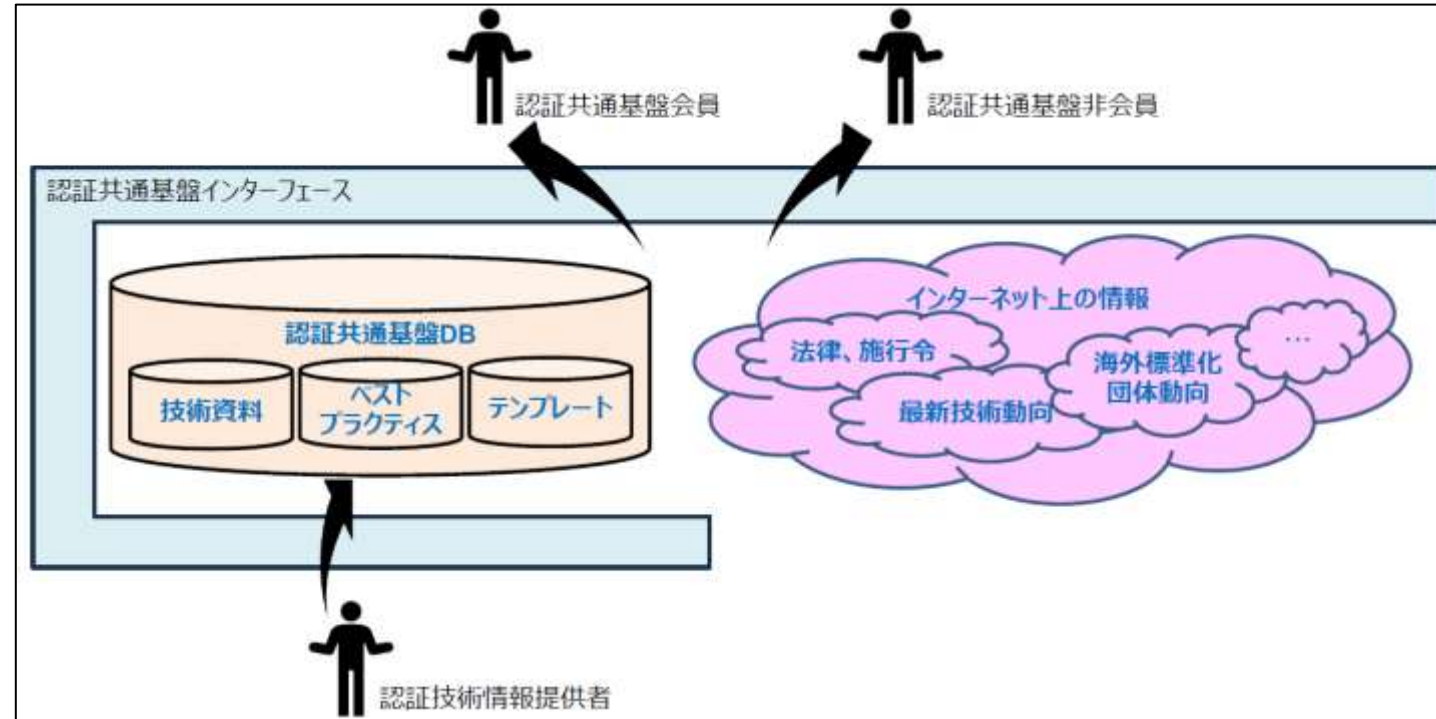 認証共通基盤会員
認証共通基盤非会員
認証共通基盤インターフェース
認証共通基盤DB
技術資料
ベスト
プラクティス
テンプレート
インターネット上の情報
法律、施行令
最新技術動向
海外標準化
団体動向
…
認証技術情報提供者